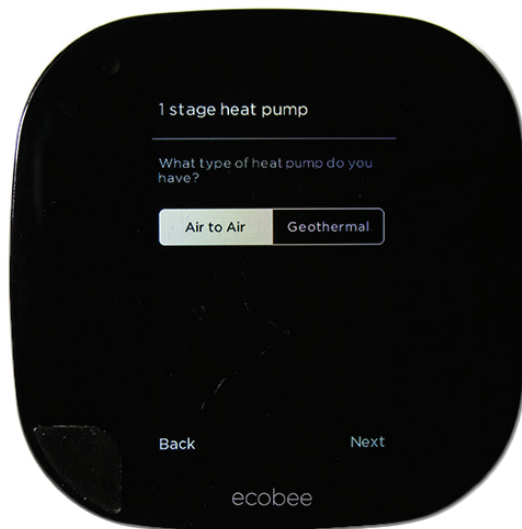 1 stage heat pump
What type of heat pump do you
have?
Air to Air Geothermal
Back Next
ecobee